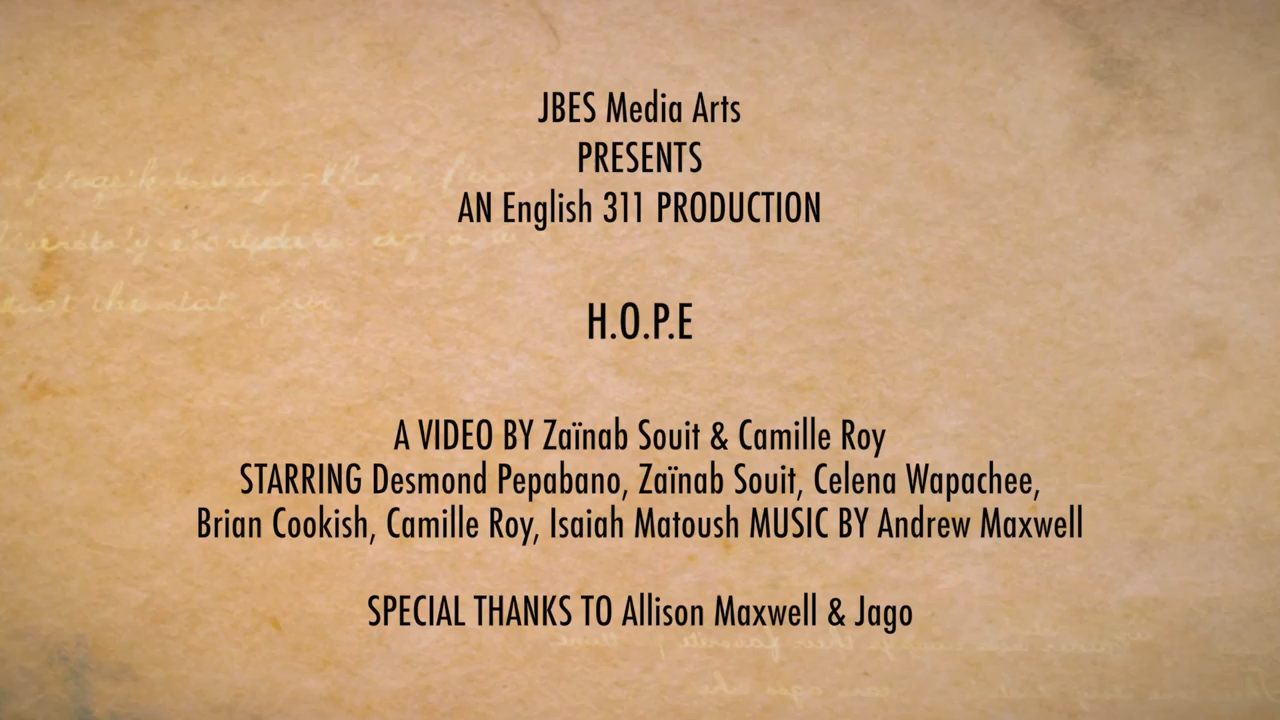 JBES Media Arts
PRESENTS
AN English 311 PRODUCTION
H.O.P.E
A VIDEO BY Zaïnab Souit & Camille Roy
STARRING Desmond Pepabano, Zaïnab Souit, Celena Wapachee,
Brian Cookish, Camille Roy, Isaiah Matoush MUSIC BY Andrew Maxwell
SPECIAL THANKS TO Allison Maxwell & Jago